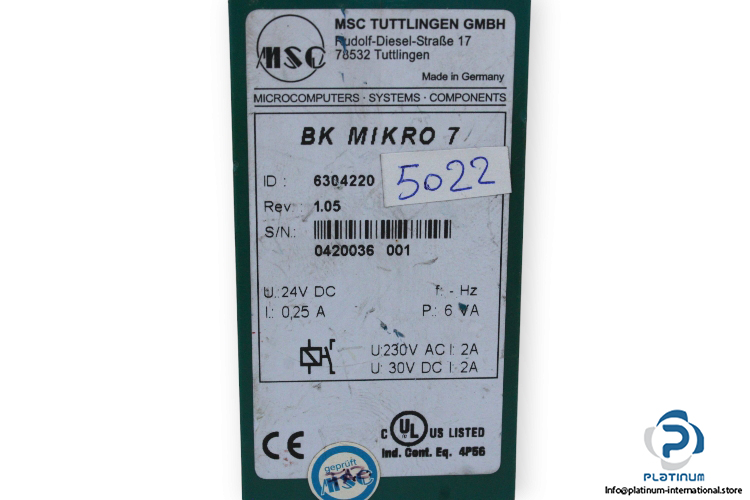 MSC
MSC TUTTLINGEN GMBH
Rudolf-Diesel-Straße 17
78532 Tuttlingen
Made in Germany
MICROCOMPUTERS · SYSTEMS · COMPONENTS
BK MIKRO 7
ID : 6304220
5022
Rev 1.05
S/N.:
0420036 001
U.: 24V DC f: - Hz
I.: 0,25 A P.: 6 VA
U:230V AC I: 2A
U: 30V DC I: 2A
CE
C UL US LISTED
Ind. Cont. Eq. 4P56
geprüft
MSC
PLATINUM
INTERNATIONAL
Info@platinum-international.store